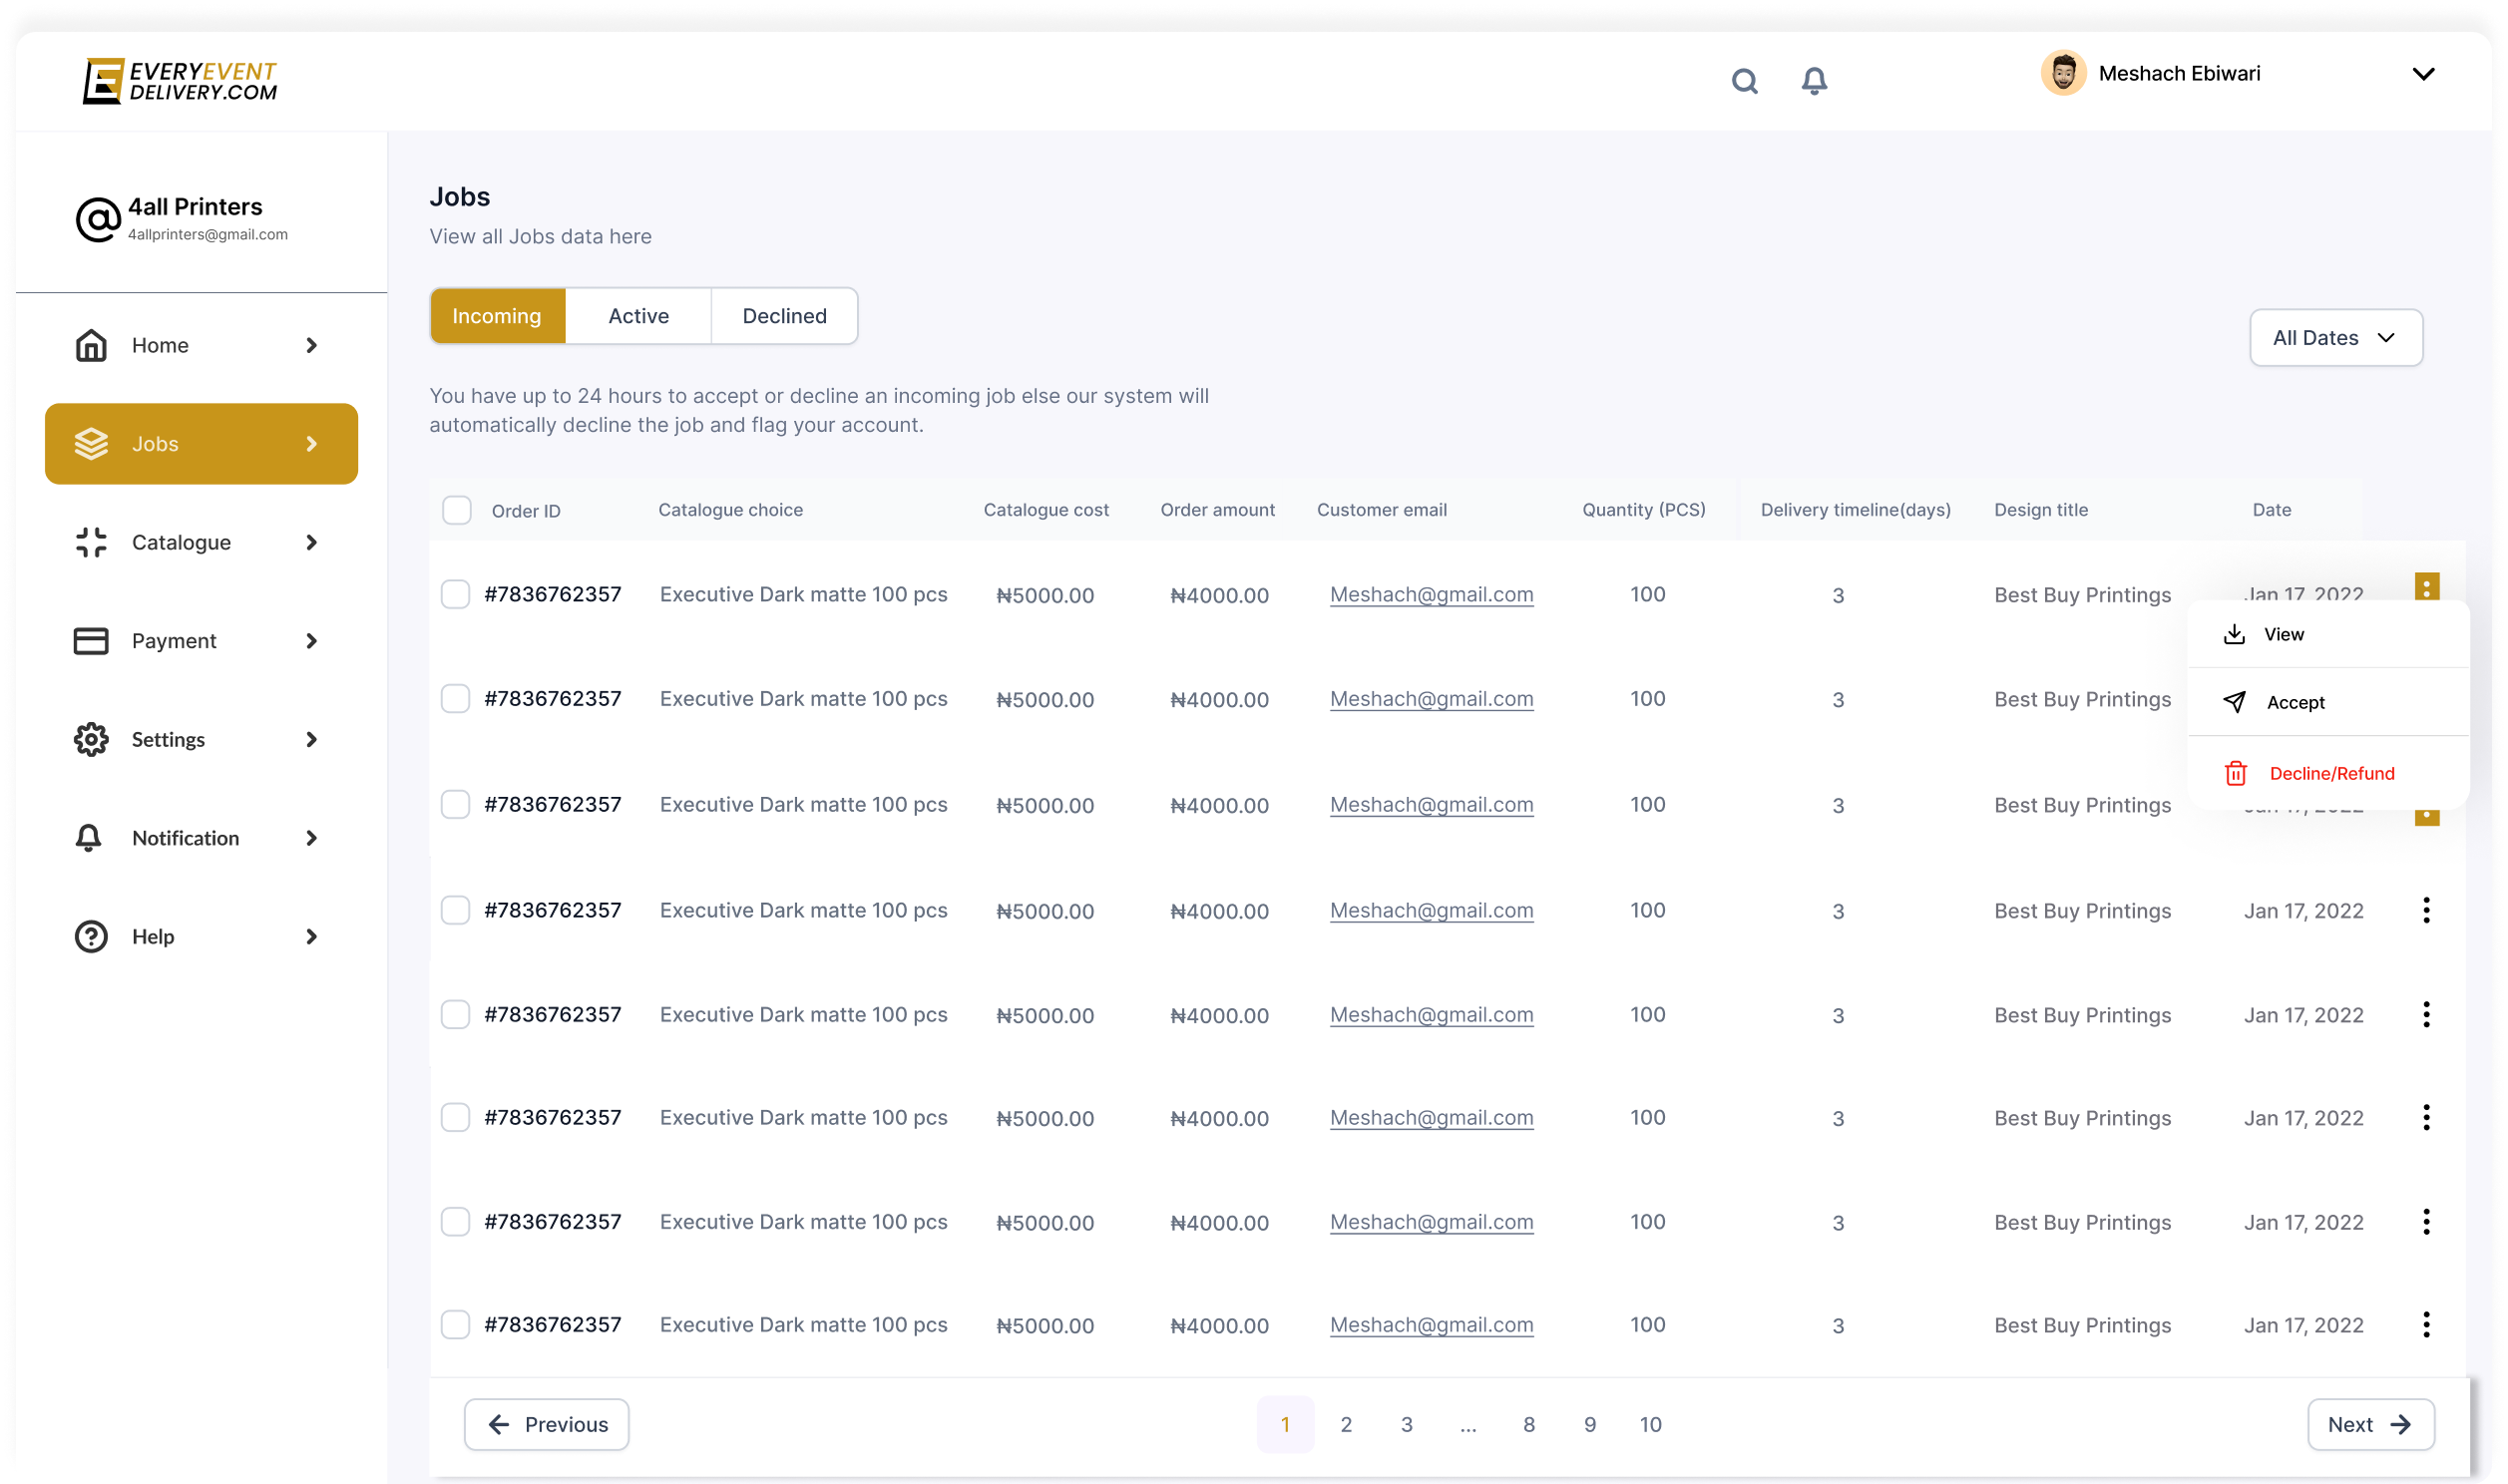 EVERYEVENT
DELIVERY.COM
Meshach Ebiwari
4all Printers
4allprinters@gmail.com
Home
Jobs
Catalogue
Payment
Settings
Notification
Help
Jobs
View all Jobs data here
Incoming Active Declined
All Dates
You have up to 24 hours to accept or decline an incoming job else our system will
automatically decline the job and flag your account.
Order ID Catalogue choice Catalogue cost Order amount Customer email Quantity (PCS) Delivery timeline(days) Design title Date
#7836762357 Executive Dark matte 100 pcs ₦5000.00 ₦4000.00 Meshach@gmail.com 100 3 Best Buy Printings Jan 17, 2022
View
#7836762357 Executive Dark matte 100 pcs ₦5000.00 ₦4000.00 Meshach@gmail.com 100 3 Best Buy Printings
Accept
Decline/Refund
#7836762357 Executive Dark matte 100 pcs ₦5000.00 ₦4000.00 Meshach@gmail.com 100 3 Best Buy Printings
#7836762357 Executive Dark matte 100 pcs ₦5000.00 ₦4000.00 Meshach@gmail.com 100 3 Best Buy Printings Jan 17, 2022
#7836762357 Executive Dark matte 100 pcs ₦5000.00 ₦4000.00 Meshach@gmail.com 100 3 Best Buy Printings Jan 17, 2022
#7836762357 Executive Dark matte 100 pcs ₦5000.00 ₦4000.00 Meshach@gmail.com 100 3 Best Buy Printings Jan 17, 2022
#7836762357 Executive Dark matte 100 pcs ₦5000.00 ₦4000.00 Meshach@gmail.com 100 3 Best Buy Printings Jan 17, 2022
#7836762357 Executive Dark matte 100 pcs ₦5000.00 ₦4000.00 Meshach@gmail.com 100 3 Best Buy Printings Jan 17, 2022
Previous 1 2 3 ... 8 9 10 Next